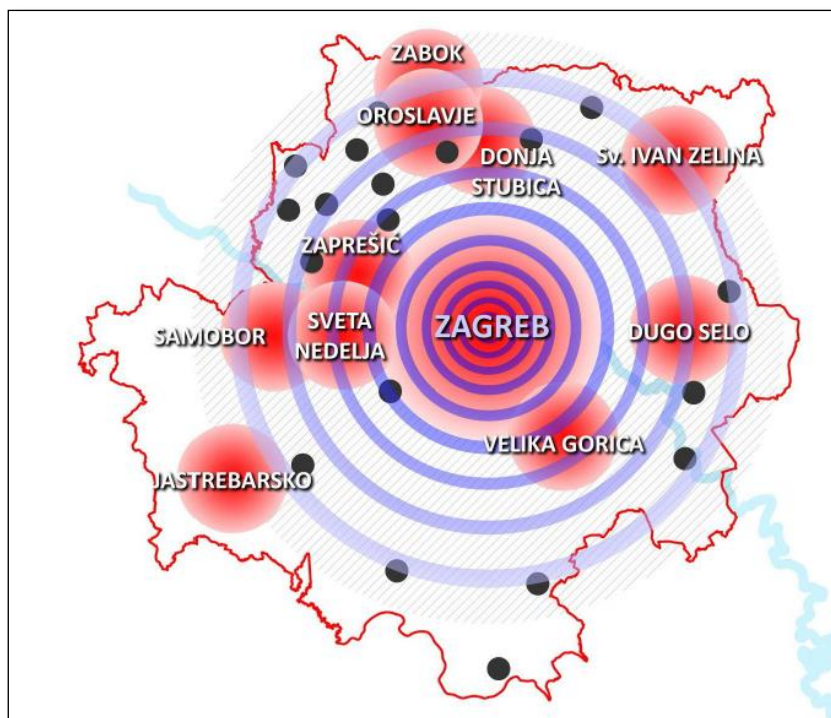 ZABOK
OROSLAVJE
DONJA
STUBICA
Sv. IVAN ZELINA
ZAPREŠIĆ
SAMOBOR
SVETA
NEDELJA
ZAGREB
DUGO SELO
VELIKA GORICA
JASTREBARSKO